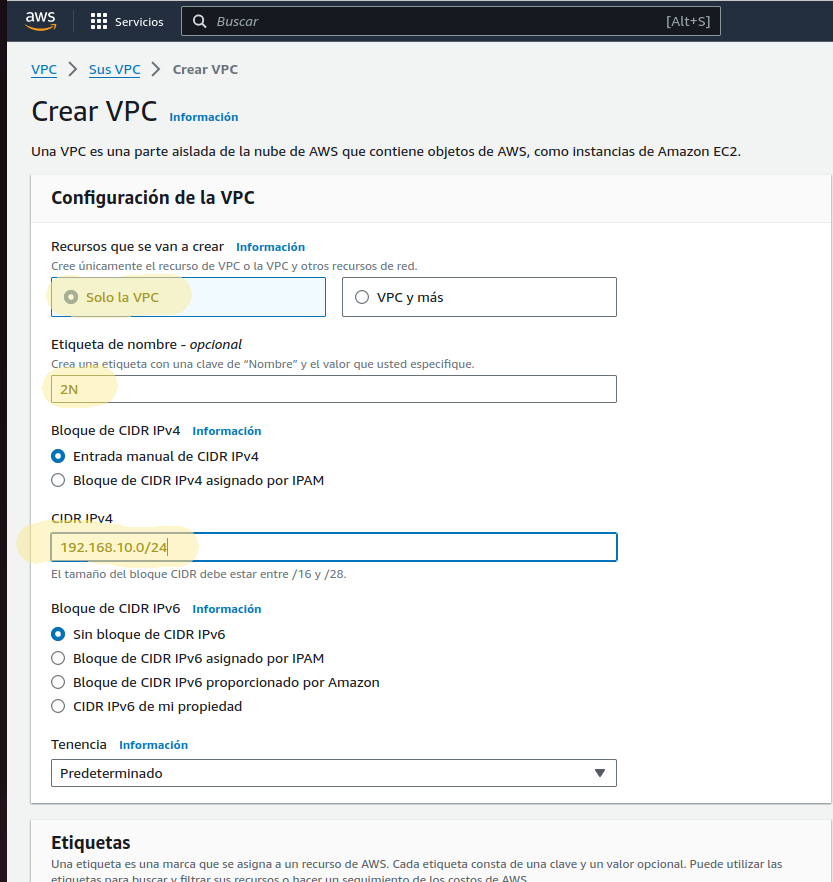 aws Servicios Buscar [Alt+S]
VPC > Sus VPC > Crear VPC
Crear VPC Información
Una VPC es una parte aislada de la nube de AWS que contiene objetos de AWS, como instancias de Amazon EC2.
Configuración de la VPC
Recursos que se van a crear Información
Cree únicamente el recurso de VPC o la VPC y otros recursos de red.
Solo la VPC VPC y más
Etiqueta de nombre - opcional
Crea una etiqueta con una clave de “Nombre” y el valor que usted especifique.
2N
Bloque de CIDR IPv4 Información
Entrada manual de CIDR IPv4
Bloque de CIDR IPv4 asignado por IPAM
CIDR IPv4
192.168.10.0/24
El tamaño del bloque CIDR debe estar entre /16 y /28.
Bloque de CIDR IPv6 Información
Sin bloque de CIDR IPv6
Bloque de CIDR IPv6 asignado por IPAM
Bloque de CIDR IPv6 proporcionado por Amazon
CIDR IPv6 de mi propiedad
Tenencia Información
Predeterminado
Etiquetas
Una etiqueta es una marca que se asigna a un recurso de AWS. Cada etiqueta consta de una clave y un valor opcional. Puede utilizar las
etiquetas para buscar y filtrar sus recursos o hacer un seguimiento de los costos de AWS.